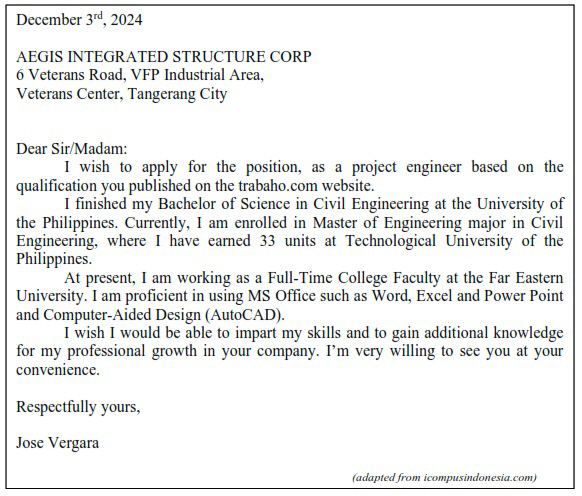 December 3rd, 2024
AEGIS INTEGRATED STRUCTURE CORP
6 Veterans Road, VFP Industrial Area,
Veterans Center, Tangerang City
Dear Sir/Madam:
I wish to apply for the position, as a project engineer based on the
qualification you published on the trabaho.com website.
I finished my Bachelor of Science in Civil Engineering at the University of
the Philippines. Currently, I am enrolled in Master of Engineering major in Civil
Engineering, where I have earned 33 units at Technological University of the
Philippines.
At present, I am working as a Full-Time College Faculty at the Far Eastern
University. I am proficient in using MS Office such as Word, Excel and Power Point
and Computer-Aided Design (AutoCAD).
I wish I would be able to impart my skills and to gain additional knowledge
for my professional growth in your company. I’m very willing to see you at your
convenience.
Respectfully yours,
Jose Vergara
(adapted from icompusindonesia.com)